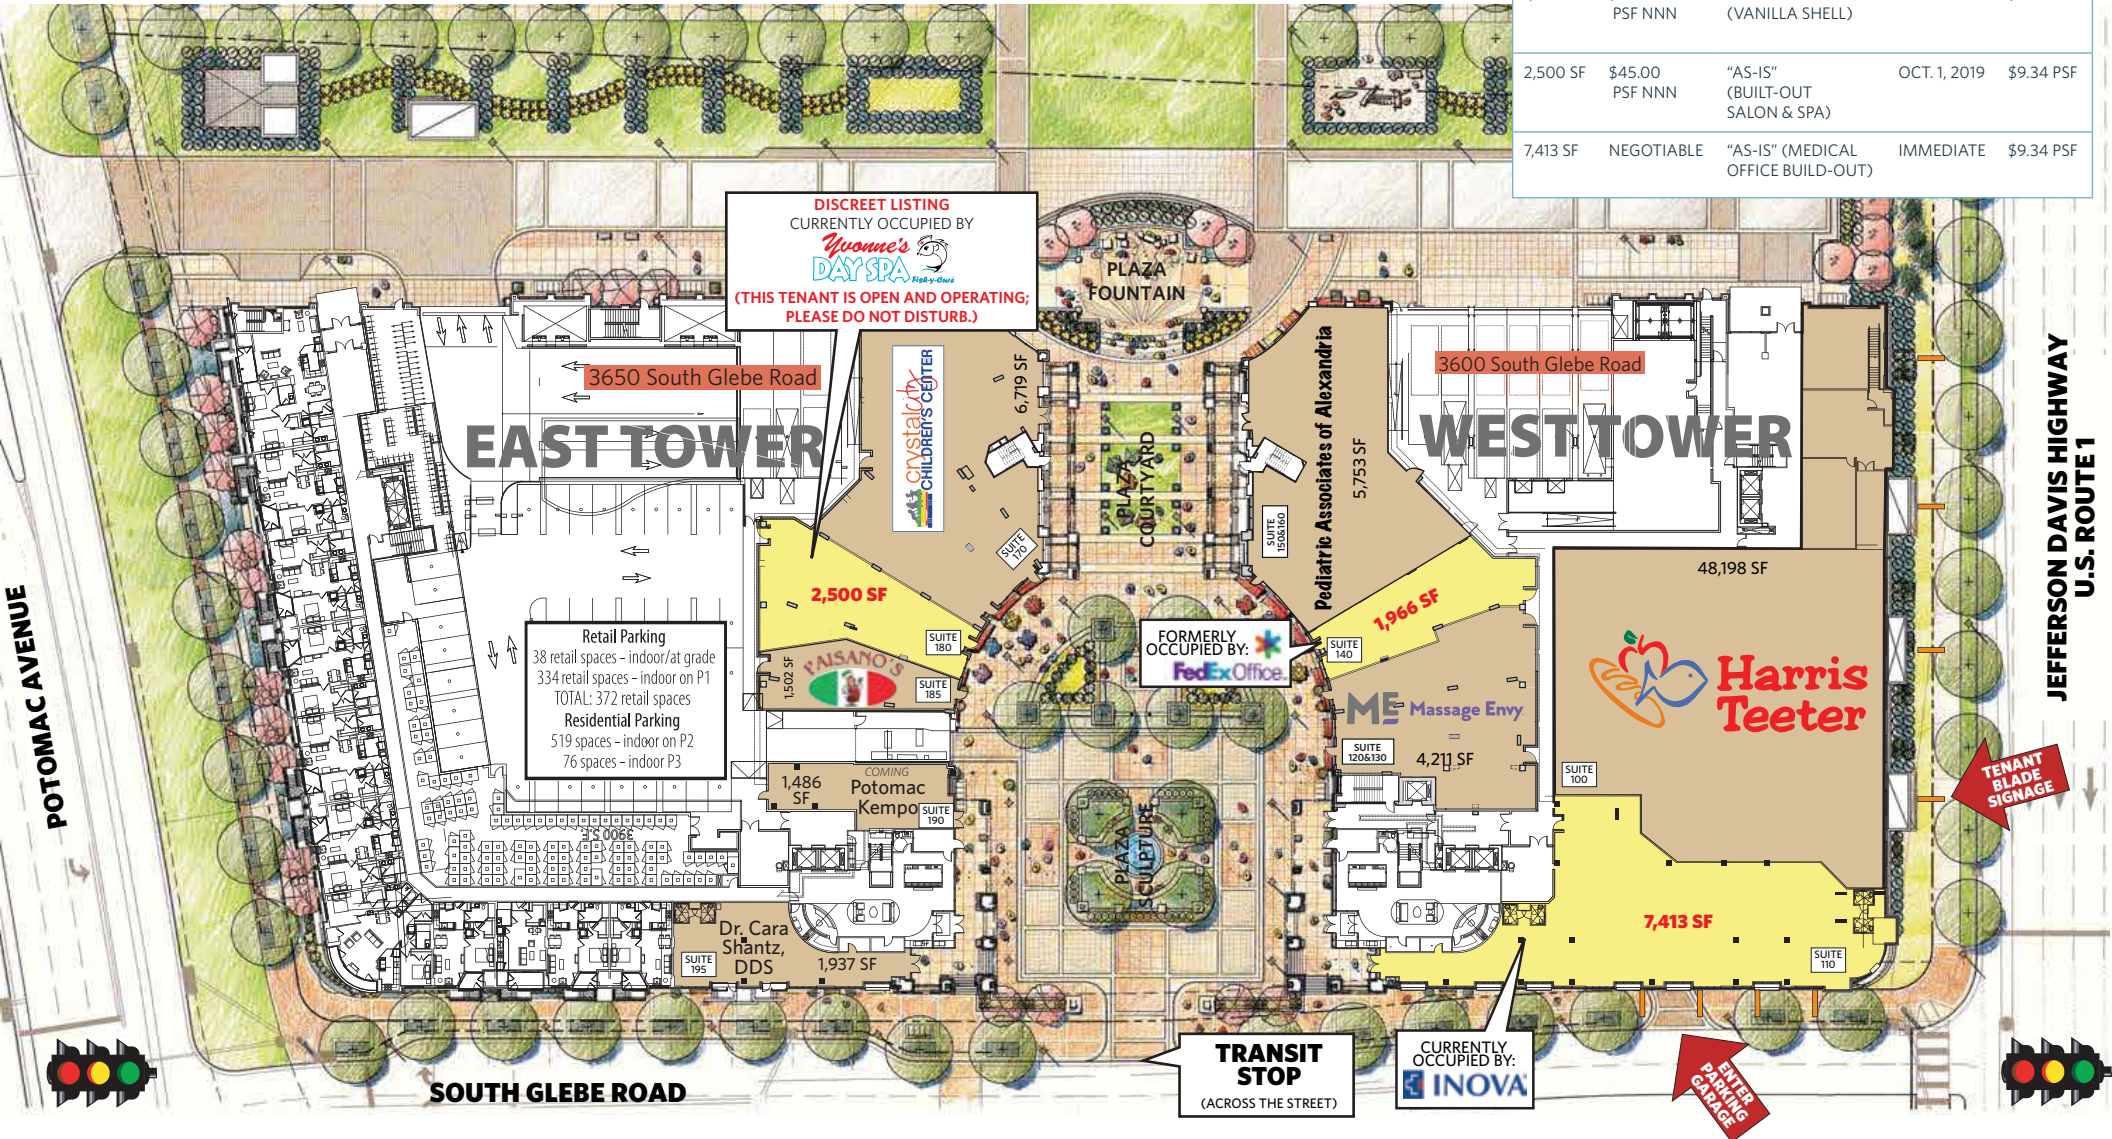 PSF NNN (VANILLA SHELL)
2,500 SF $45.00 "AS-IS" OCT. 1, 2019 $9.34 PSF
PSF NNN (BUILT-OUT
SALON & SPA)
7,413 SF NEGOTIABLE "AS-IS" (MEDICAL IMMEDIATE $9.34 PSF
OFFICE BUILD-OUT)
DISCREET LISTING
CURRENTLY OCCUPIED BY
Yvonne's
DAY SPA
Fish-y-Cure
(THIS TENANT IS OPEN AND OPERATING;
PLEASE DO NOT DISTURB.)
PLAZA
FOUNTAIN
3650 South Glebe Road
EAST TOWER
crystalcity
CHILDREN'S CENTER
6,719 SF
SUITE
170
PLAZA
COURTYARD
Pediatric Associates of Alexandria
5,753 SF
SUITE
150&160
3600 South Glebe Road
WEST TOWER
JEFFERSON DAVIS HIGHWAY
U.S. ROUTE 1
POTOMAC AVENUE
2,500 SF
SUITE
180
Retail Parking
38 retail spaces – indoor/at grade
334 retail spaces – indoor on P1
TOTAL: 372 retail spaces
Residential Parking
519 spaces – indoor on P2
76 spaces – indoor P3
1,502 SF
PAISANO'S
SUITE
185
FORMERLY
OCCUPIED BY:
FedEx Office.
1,966 SF
SUITE
140
ME Massage Envy
SUITE
120&130
4,211 SF
48,198 SF
Harris
Teeter
SUITE
100
TENANT
BLADE
SIGNAGE
1,486
SF
COMING
Potomac
Kempo
SUITE
190
3900 S.F.
PLAZA
SCULPTURE
Dr. Cara
Shantz,
DDS
SUITE
195
1,937 SF
7,413 SF
SUITE
110
TRANSIT
STOP
(ACROSS THE STREET)
CURRENTLY
OCCUPIED BY:
INOVA
ENTER
PARKING
GARAGE
SOUTH GLEBE ROAD